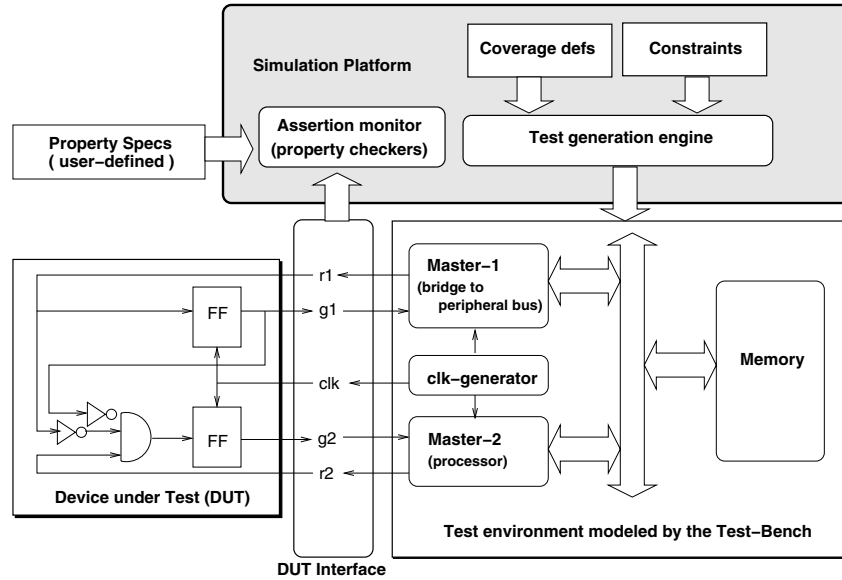 Coverage defs
Constraints
Simulation Platform
Assertion monitor
(property checkers)
Test generation engine
Property Specs
( user−defined )
r1
Master−1
(bridge to
peripheral bus)
FF
g1
Memory
clk
clk−generator
FF
g2
Master−2
(processor)
r2
Device under Test (DUT)
Test environment modeled by the Test−Bench
DUT Interface